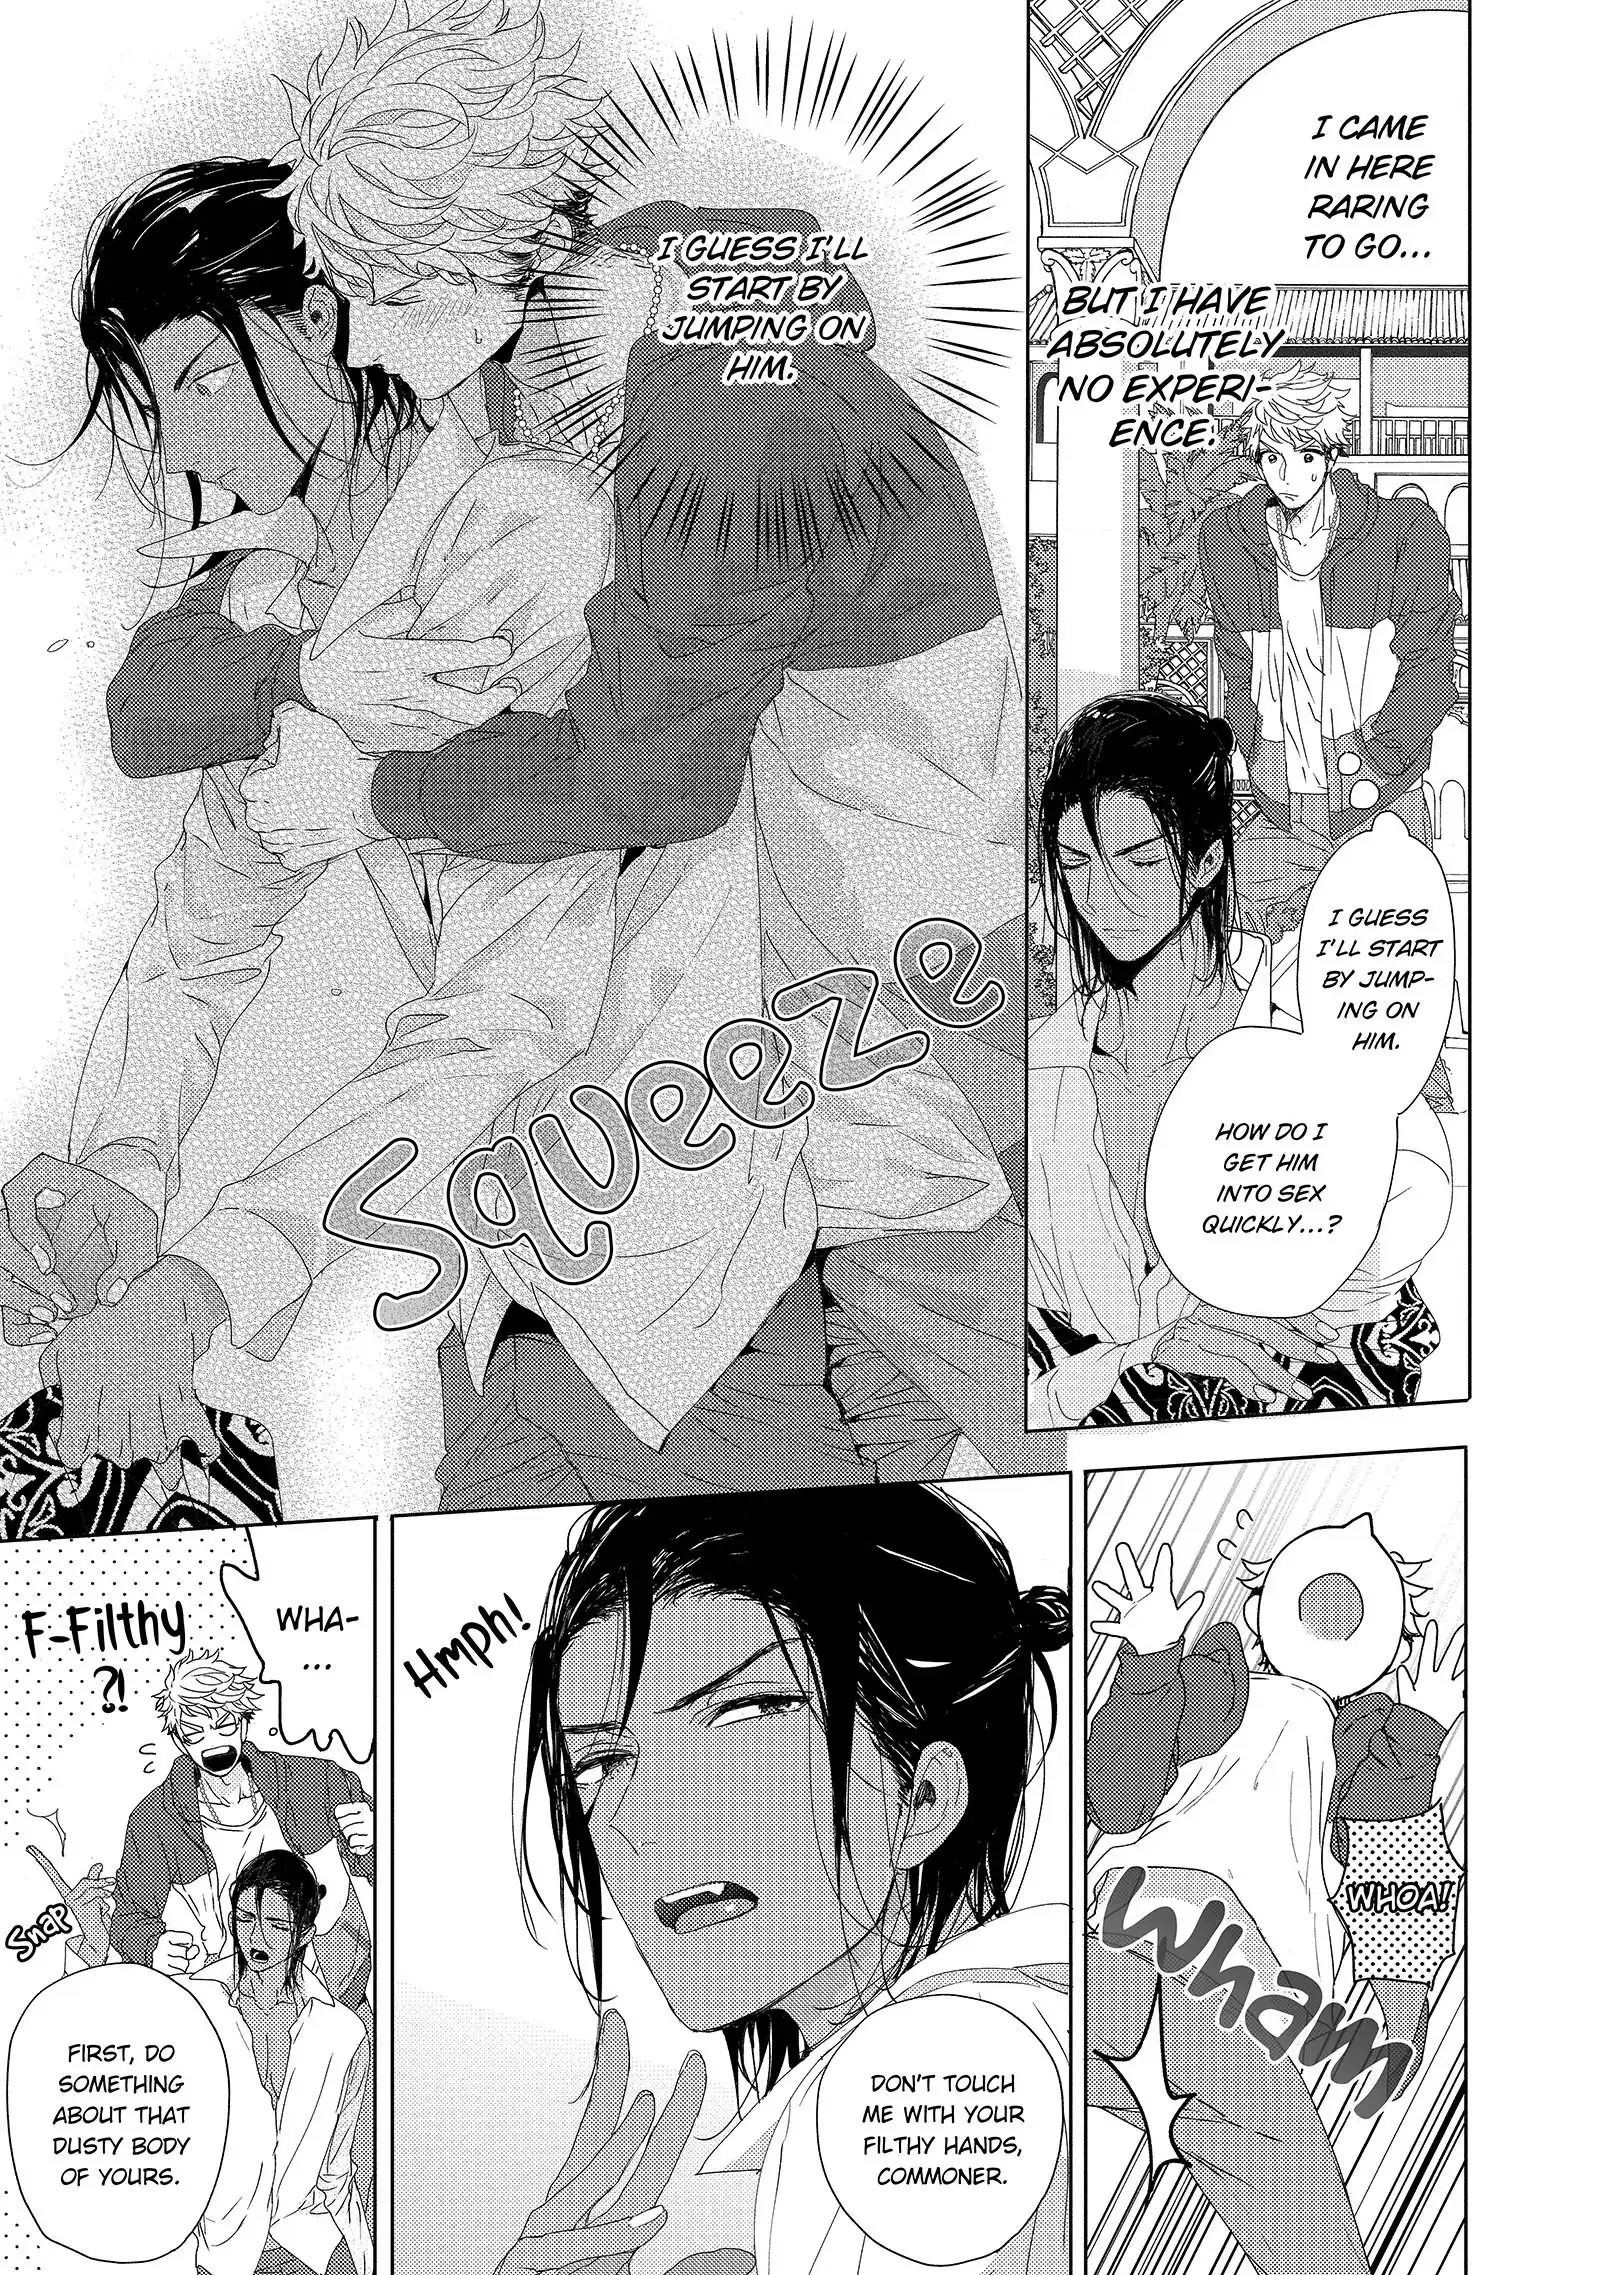 I CAME
IN HERE
RARING
TO GO...
BUT I HAVE
ABSOLUTELY
NO EXPERI-
ENCE.
I GUESS
I'LL START
BY JUMP-
ING ON
HIM.
HOW DO I
GET HIM
INTO SEX
QUICKLY...?
I GUESS I'LL
START BY
JUMPING ON
HIM.
Squeeze
WHOA!
Wham
Hmph!
DON'T TOUCH
ME WITH YOUR
FILTHY HANDS,
COMMONER.
WHA-
...
F-Filthy
?!
Snap
FIRST, DO
SOMETHING
ABOUT THAT
DUSTY BODY
OF YOURS.